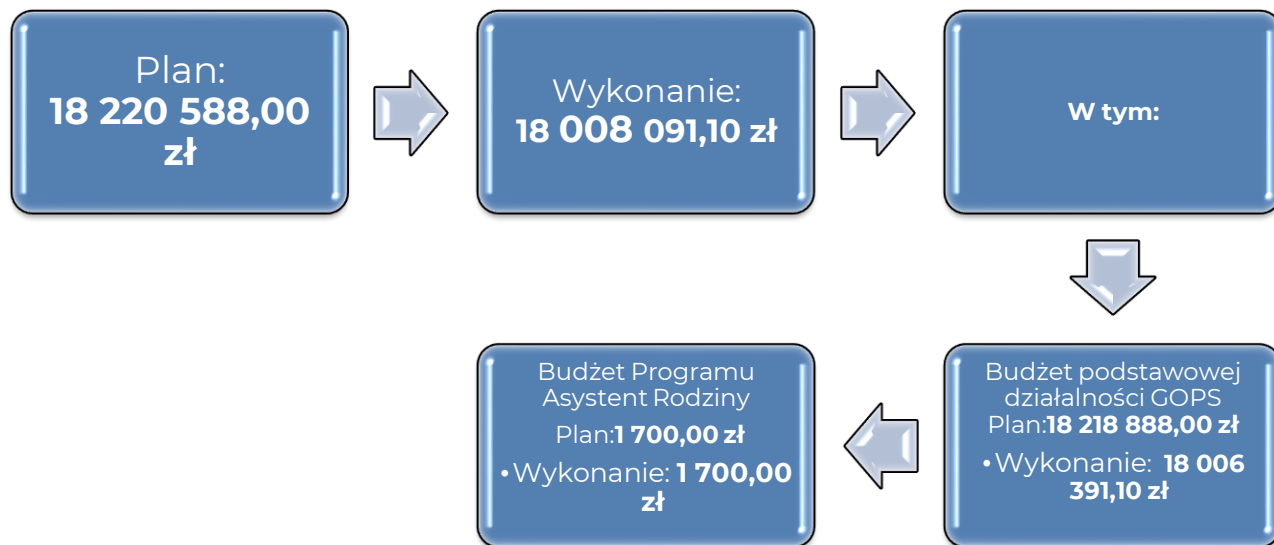 Plan:
18 220 588,00
zł
Wykonanie:
18 008 091,10 zł
W tym:
Budżet podstawowej
działalności GOPS
Plan:18 218 888,00 zł
•Wykonanie: 18 006
391,10 zł
Budżet Programu
Asystent Rodziny
Plan:1 700,00 zł
•Wykonanie: 1 700,00
zł